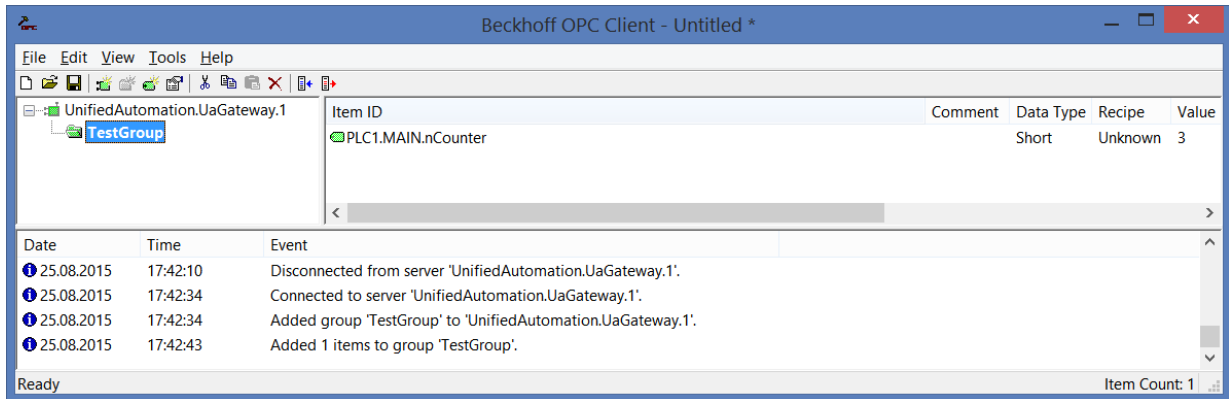 Beckhoff OPC Client - Untitled *
File Edit View Tools Help
UnifiedAutomation.UaGateway.1
TestGroup
Item ID Comment Data Type Recipe Value
PLC1.MAIN.nCounter Short Unknown 3
Date Time Event
25.08.2015 17:42:10 Disconnected from server 'UnifiedAutomation.UaGateway.1'.
25.08.2015 17:42:34 Connected to server 'UnifiedAutomation.UaGateway.1'.
25.08.2015 17:42:34 Added group 'TestGroup' to 'UnifiedAutomation.UaGateway.1'.
25.08.2015 17:42:43 Added 1 items to group 'TestGroup'.
Ready Item Count: 1